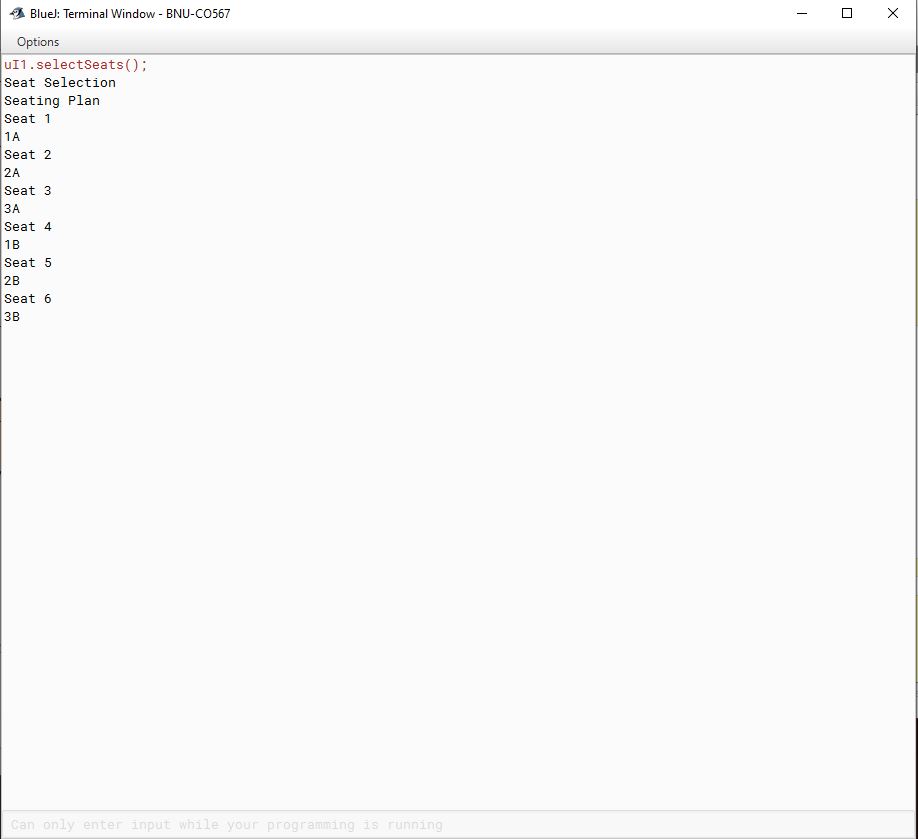 BlueJ: Terminal Window - BNU-CO567
Options
uI1.selectSeats();
Seat Selection
Seating Plan
Seat 1
1A
Seat 2
2A
Seat 3
3A
Seat 4
1B
Seat 5
2B
Seat 6
3B
Can only enter input while your programming is running